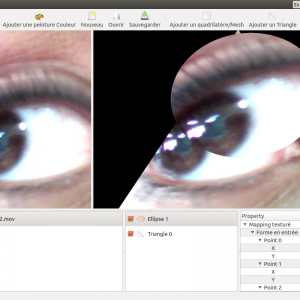 Ajouter une peinture Couleur Nouveau Ouvrir Sauvegarder Ajouter un quadrilatère/Mesh Ajouter un Triangle
2.mov
Ellipse 1
Triangle 0
Property
Mapping texturé
Forme en entrée
Point 0
X
Y
Point 1
X
Y
Point 2